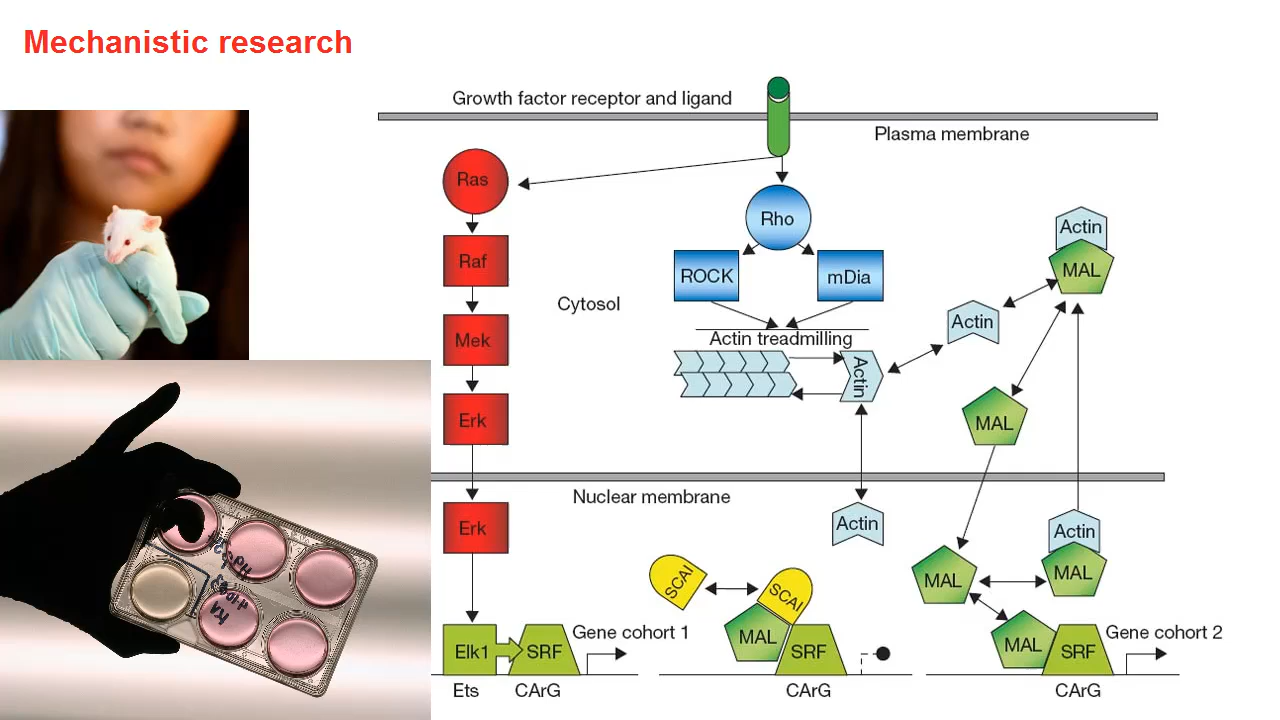 Mechanistic research
Growth factor receptor and ligand
Plasma membrane
Ras
Rho
Actin
MAL
Raf
ROCK
mDia
Cytosol
Actin
Mek
Actin treadmilling
Actin
Erk
MAL
Nuclear membrane
Erk
Actin
Actin
SCAI
SCAI
MAL
MAL
Elk1
SRF
Gene cohort 1
MAL
SRF
MAL
SRF
Gene cohort 2
Ets
CArG
CArG
CArG